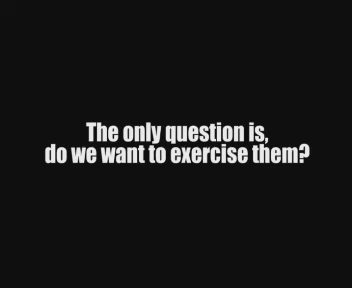 The only question is,
do we want to exercise them?